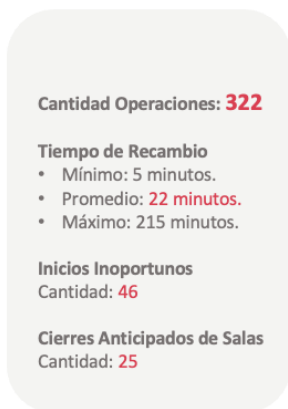 Cantidad Operaciones: 322
Tiempo de Recambio
• Mínimo: 5 minutos.
• Promedio: 22 minutos.
• Máximo: 215 minutos.
Inicios Inoportunos
Cantidad: 46
Cierres Anticipados de Salas
Cantidad: 25